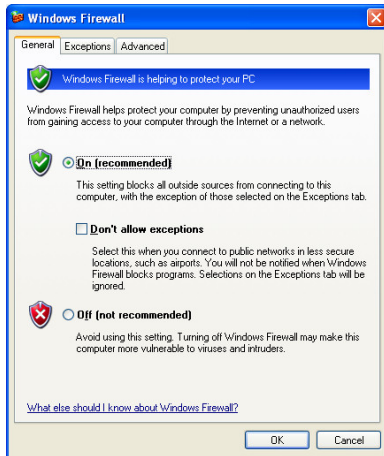 Windows Firewall
General Exceptions Advanced
Windows Firewall is helping to protect your PC
Windows Firewall helps protect your computer by preventing unauthorized users
from gaining access to your computer through the Internet or a network.
On (recommended)
This setting blocks all outside sources from connecting to this
computer, with the exception of those selected on the Exceptions tab.
Don't allow exceptions
Select this when you connect to public networks in less secure
locations, such as airports. You will not be notified when Windows
Firewall blocks programs. Selections on the Exceptions tab will be
ignored.
Off (not recommended)
Avoid using this setting. Turning off Windows Firewall may make this
computer more vulnerable to viruses and intruders.
What else should I know about Windows Firewall?
OK Cancel